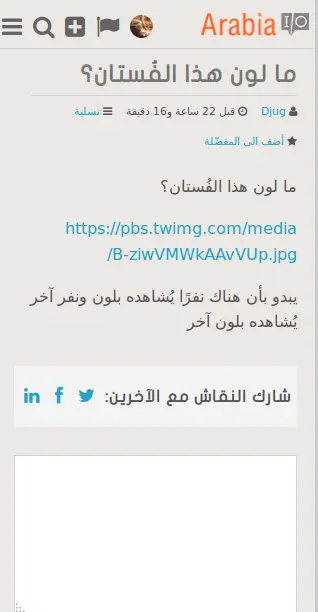 Arabia I/O
ما لون هذا الفُستان؟
Djug قبل 22 ساعة و16 دقيقة تسلية
أضف الى المفضّلة
ما لون هذا الفُستان؟
https://pbs.twimg.com/media
/B-ziwVMWkAAvVUp.jpg
يبدو بأن هناك نفرًا يُشاهده بلون ونفر آخر
يُشاهده بلون آخر
شارك النقاش مع الآخرين: